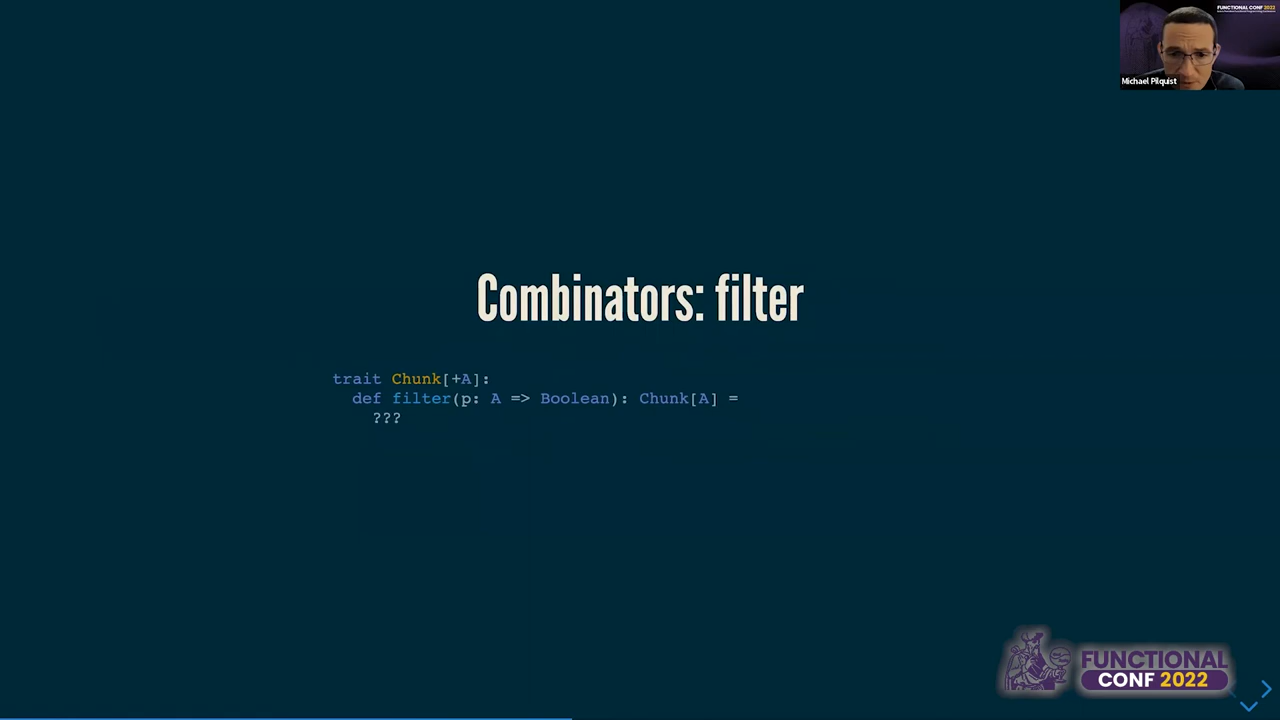 FUNCTIONAL CONF 2022
Michael Pilquist
Combinators: filter
trait Chunk[+A]:
def filter(p: A => Boolean): Chunk[A] =
???
FUNCTIONAL
CONF 2022